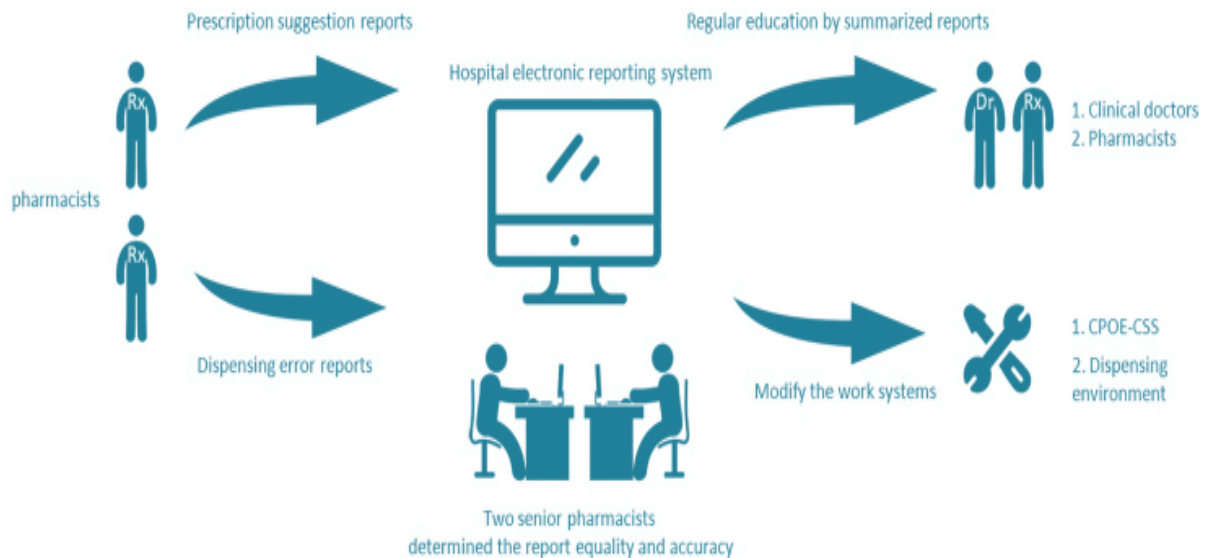 Prescription suggestion reports
Regular education by summarized reports
Hospital electronic reporting system
Rx
Dr Rx
1. Clinical doctors
2. Pharmacists
pharmacists
Rx
Dispensing error reports
Modify the work systems
1. CPOE-CSS
2. Dispensing
environment
Two senior pharmacists
determined the report equality and accuracy